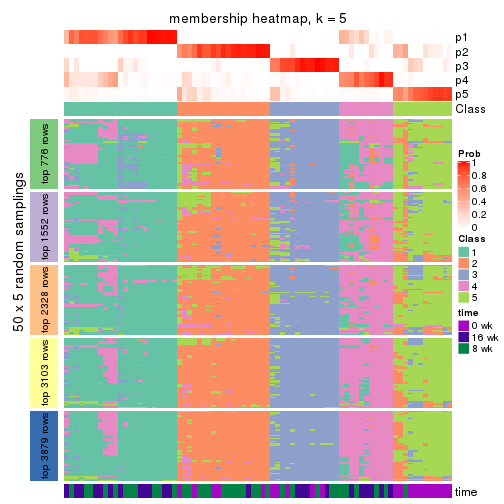 membership heatmap, k = 5
p1
p2
p3
p4
p5
Class
50 x 5 random samplings
top 776 rows
top 1552 rows
top 2328 rows
top 3103 rows
top 3879 rows
time
Prob
1
0.8
0.6
0.4
0.2
0
Class
1
2
3
4
5
time
0 wk
16 wk
8 wk